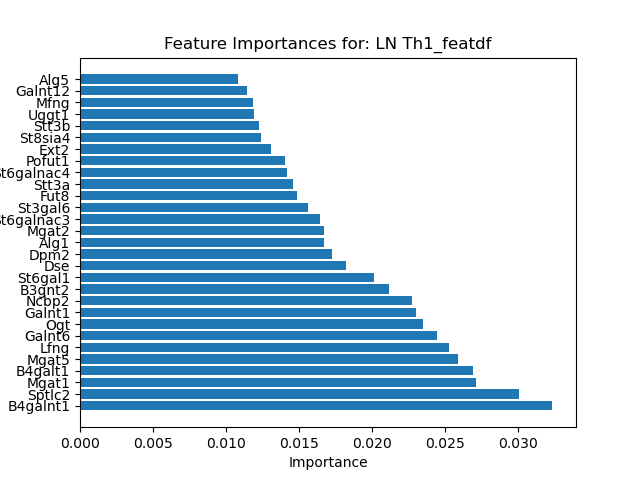 Feature Importances for: LN Th1_featdf
Alg5
Galnt12
Mfng
Uggt1
Stt3b
St8sia4
Ext2
Pofut1
t6galnac4
Stt3a
Fut8
St3gal6
t6galnac3
Mgat2
Alg1
Dpm2
Dse
St6gal1
B3gnt2
Ncbp2
Galnt1
Ogt
Galnt6
Lfng
Mgat5
B4galt1
Mgat1
Sptlc2
B4galnt1
0.000 0.005 0.010 0.015 0.020 0.025 0.030
Importance